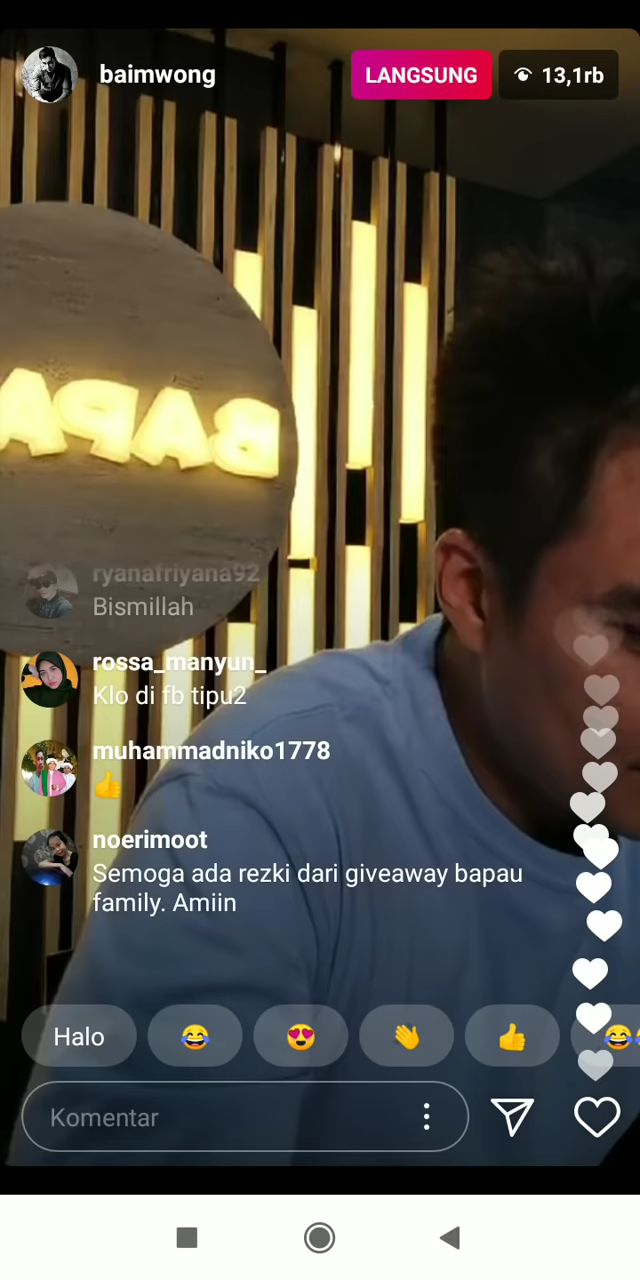 baimwong
LANGSUNG
13,1rb
BAPA
ryanafriyana92
Bismillah
rossa_manyun_
Klo di fb tipu2
muhammadniko1778
👍
noerimoot
Semoga ada rezki dari giveaway bapau
family. Amiin
Halo 😂 😍 👋 👍 😂
Komentar